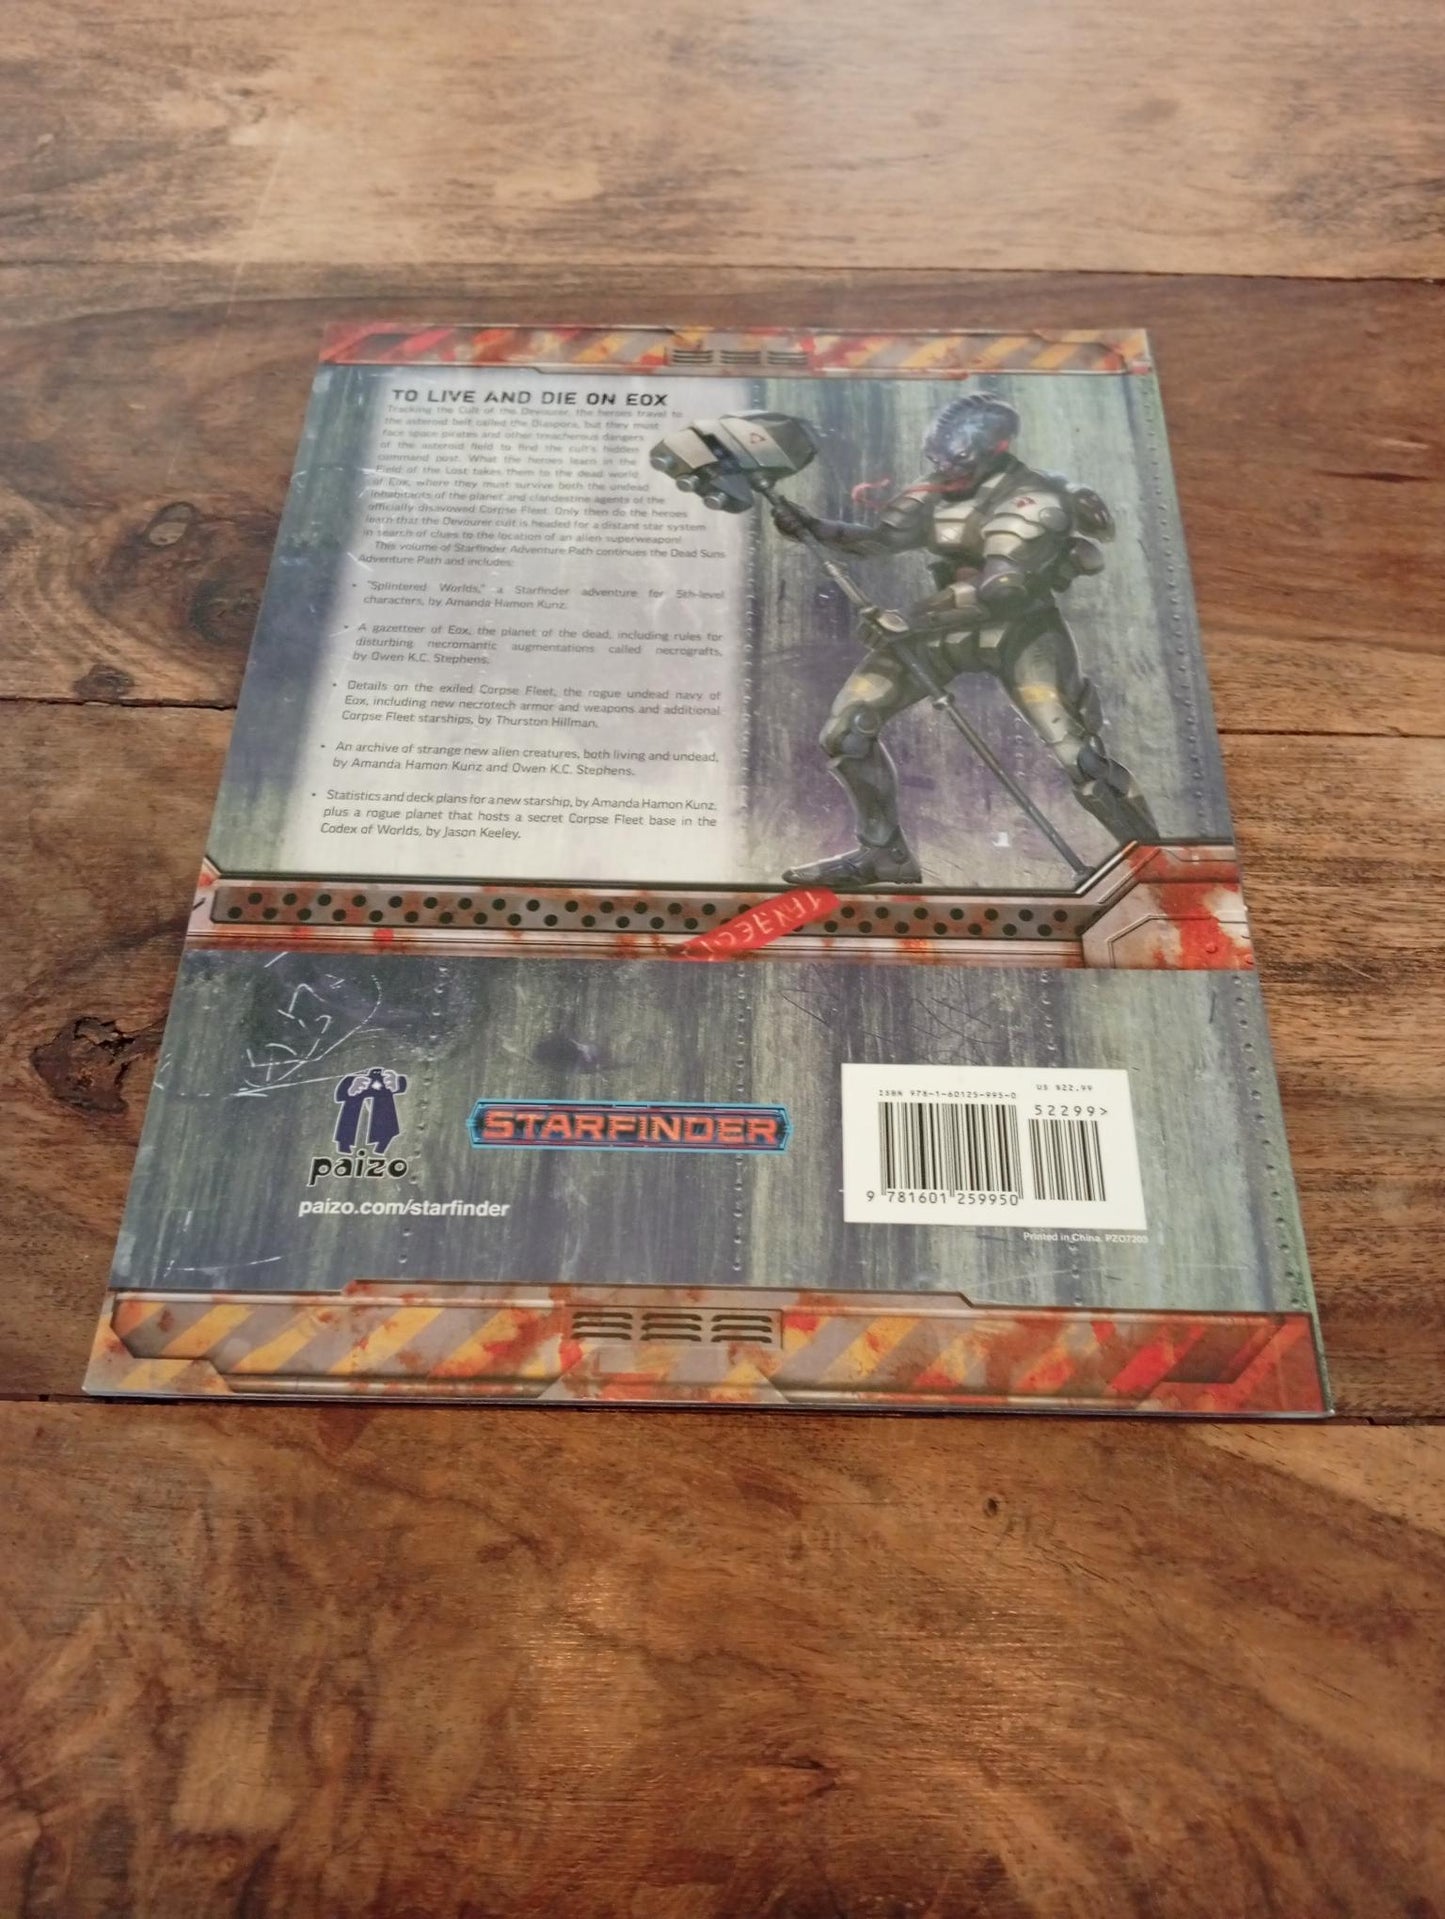 TO LIVE AND DIE ON EOX
Tracking the Cult of the Devourer, the heroes travel to
the asteroid belt called the Diaspora, but they must
face space pirates and other treacherous dangers
of the asteroid field to find the cult's hidden
command post. What the heroes learn in the
Field of the Lost takes them to the dead world
of Eox, where they must survive both the undead
inhabitants of the planet and clandestine agents of the
officially disavowed Corpse Fleet. Only then do the heroes
learn that the Devourer cult is headed for a distant star system
in search of clues to the location of an alien superweapon!
This volume of Starfinder Adventure Path continues the Dead Suns
Adventure Path and includes:
• "Splintered Worlds," a Starfinder adventure for 5th-level
characters, by Amanda Hamon Kunz.
• A gazetteer of Eox, the planet of the dead, including rules for
disturbing necromantic augmentations called necrografts,
by Owen K.C. Stephens.
• Details on the exiled Corpse Fleet, the rogue undead navy of
Eox, including new necrotech armor and weapons and additional
Corpse Fleet starships, by Thurston Hillman.
• An archive of strange new alien creatures, both living and undead,
by Amanda Hamon Kunz and Owen K.C. Stephens.
• Statistics and deck plans for a new starship, by Amanda Hamon Kunz,
plus a rogue planet that hosts a secret Corpse Fleet base in the
Codex of Worlds, by Jason Keeley.
paizo
paizo.com/starfinder
STARFINDER
US $22.99
ISBN 978-1-60125-995-0
52299>
9 781601 259950
Printed in China. PZO7203